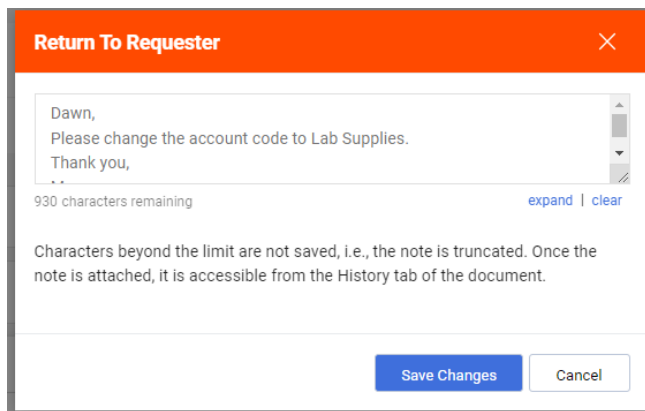 Return To Requester
Dawn,
Please change the account code to Lab Supplies.
Thank you,
930 characters remaining
expand | clear
Characters beyond the limit are not saved, i.e., the note is truncated. Once the
note is attached, it is accessible from the History tab of the document.
Save Changes
Cancel